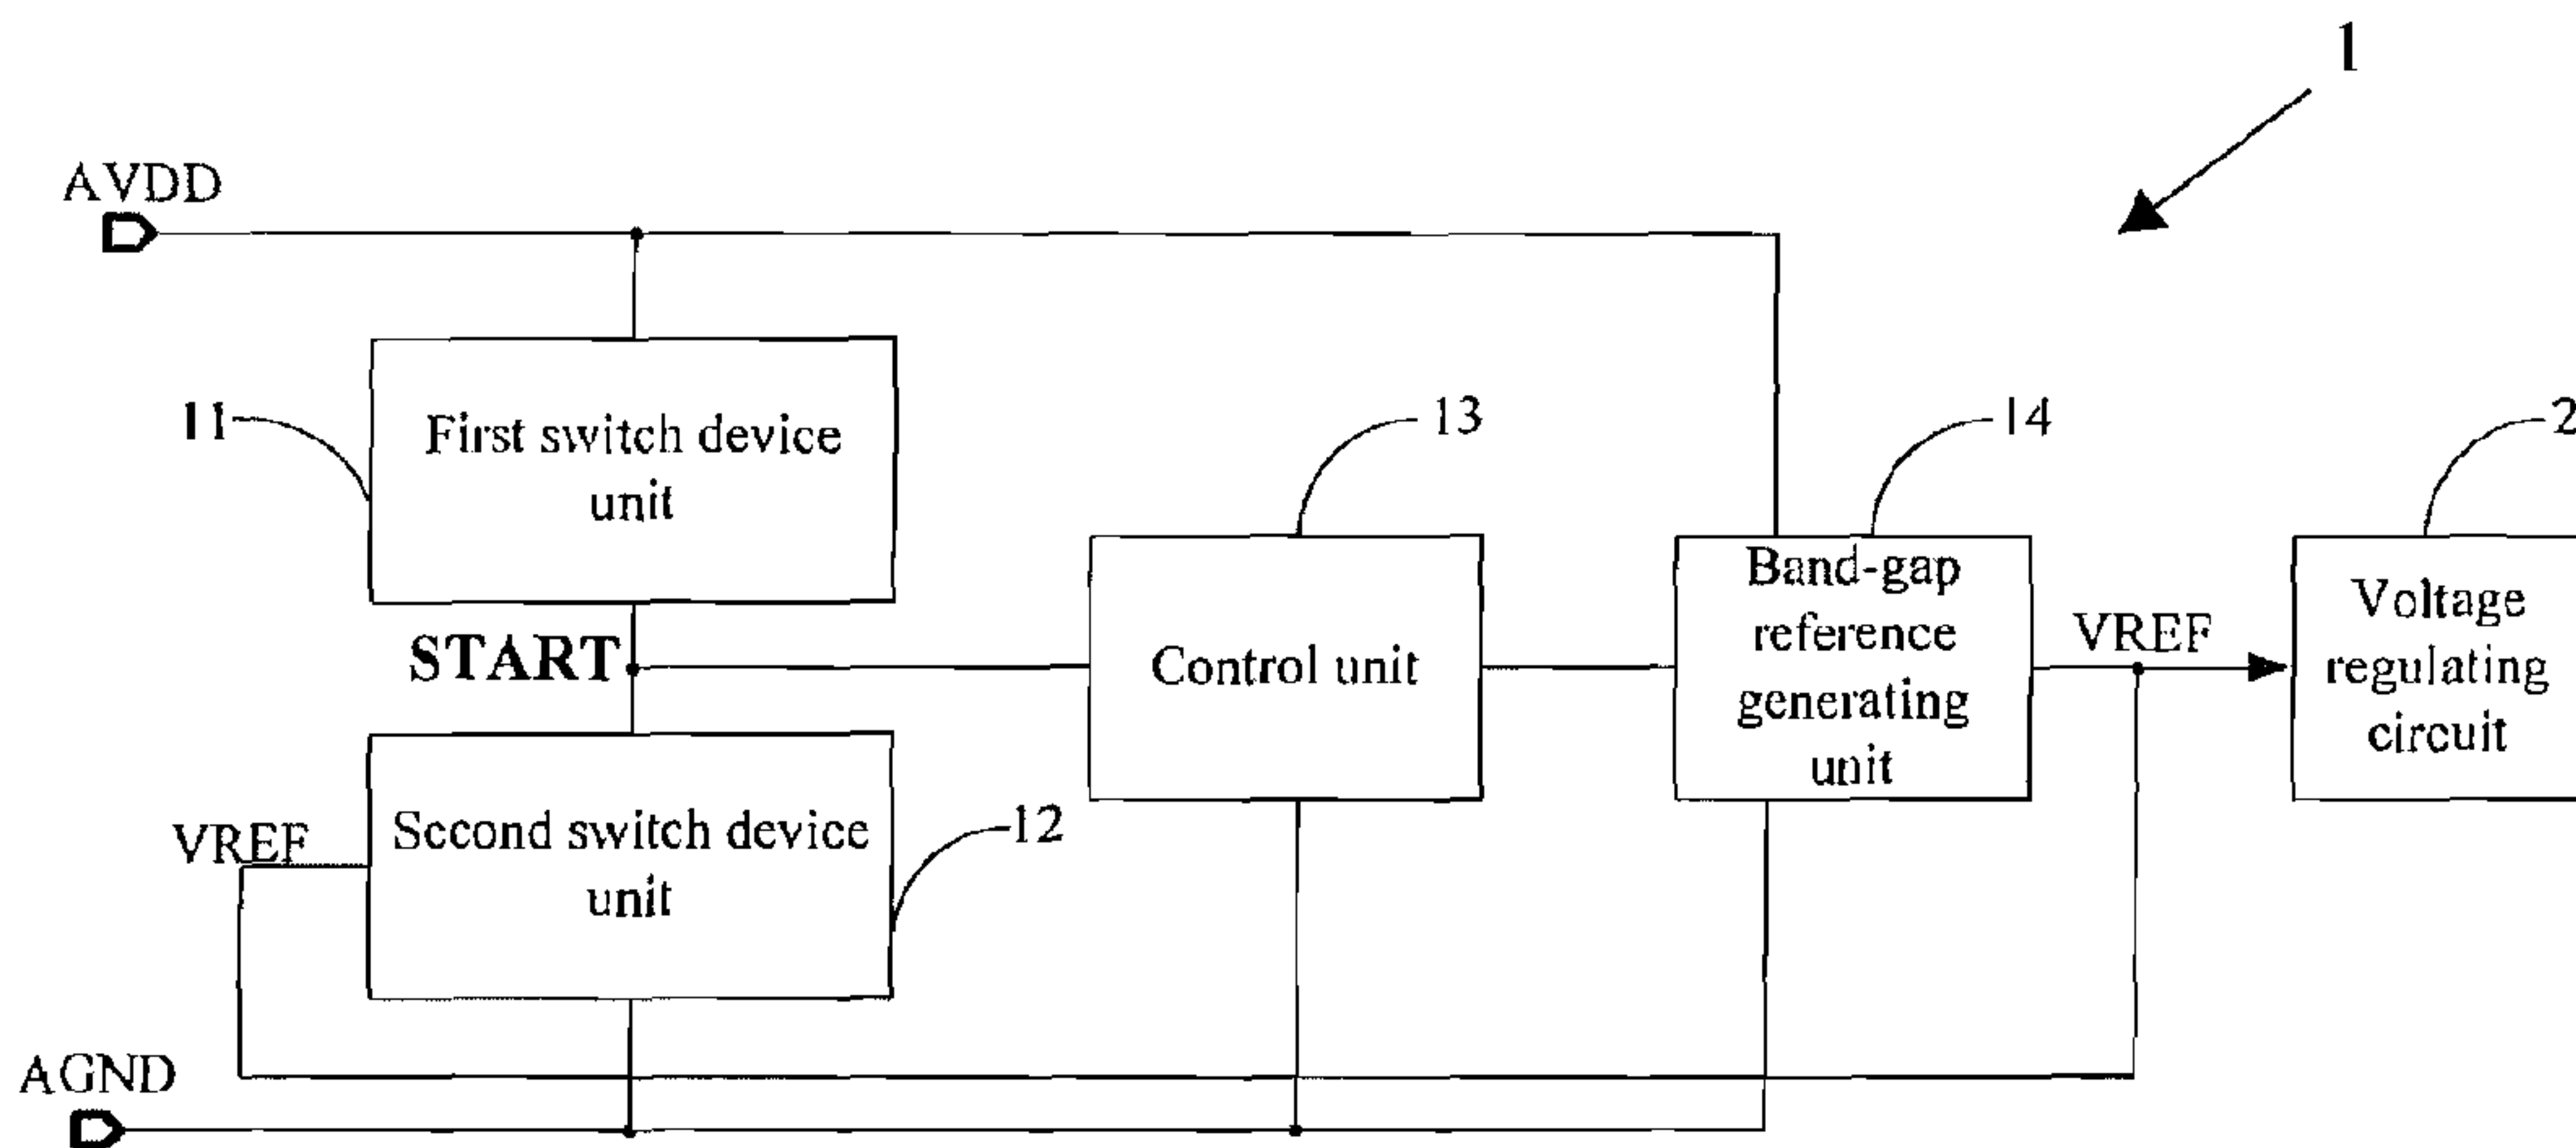 1
AVDD
11
First switch device
unit
13
14
2
START
Control unit
Band-gap
reference
generating
unit
VREF
Voltage
regulating
circuit
VREF
Second switch device
unit
12
AGND